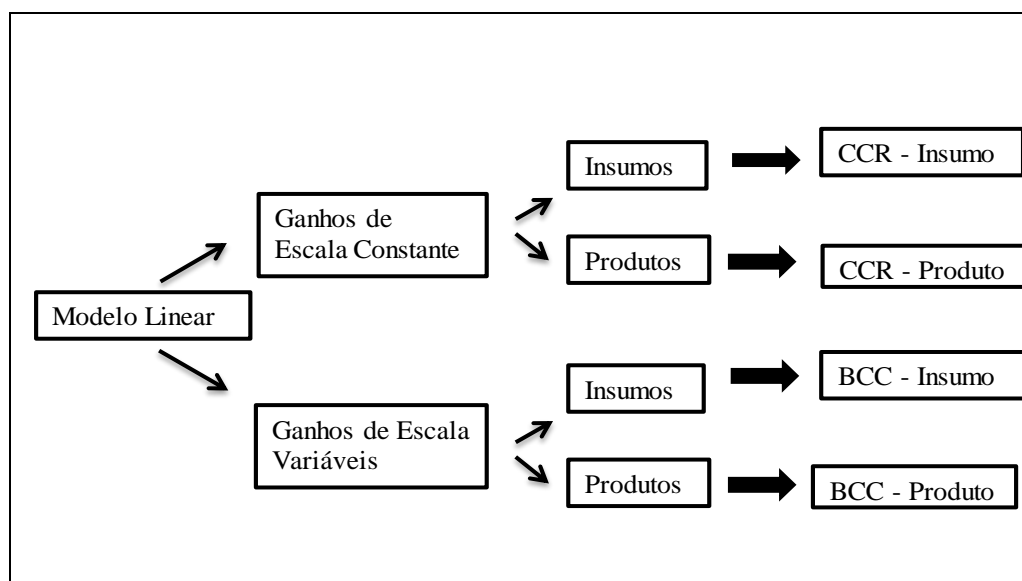 Modelo Linear
Ganhos de
Escala Constante
Insumos
CCR - Insumo
Produtos
CCR - Produto
Ganhos de Escala
Variáveis
Insumos
BCC - Insumo
Produtos
BCC - Produto